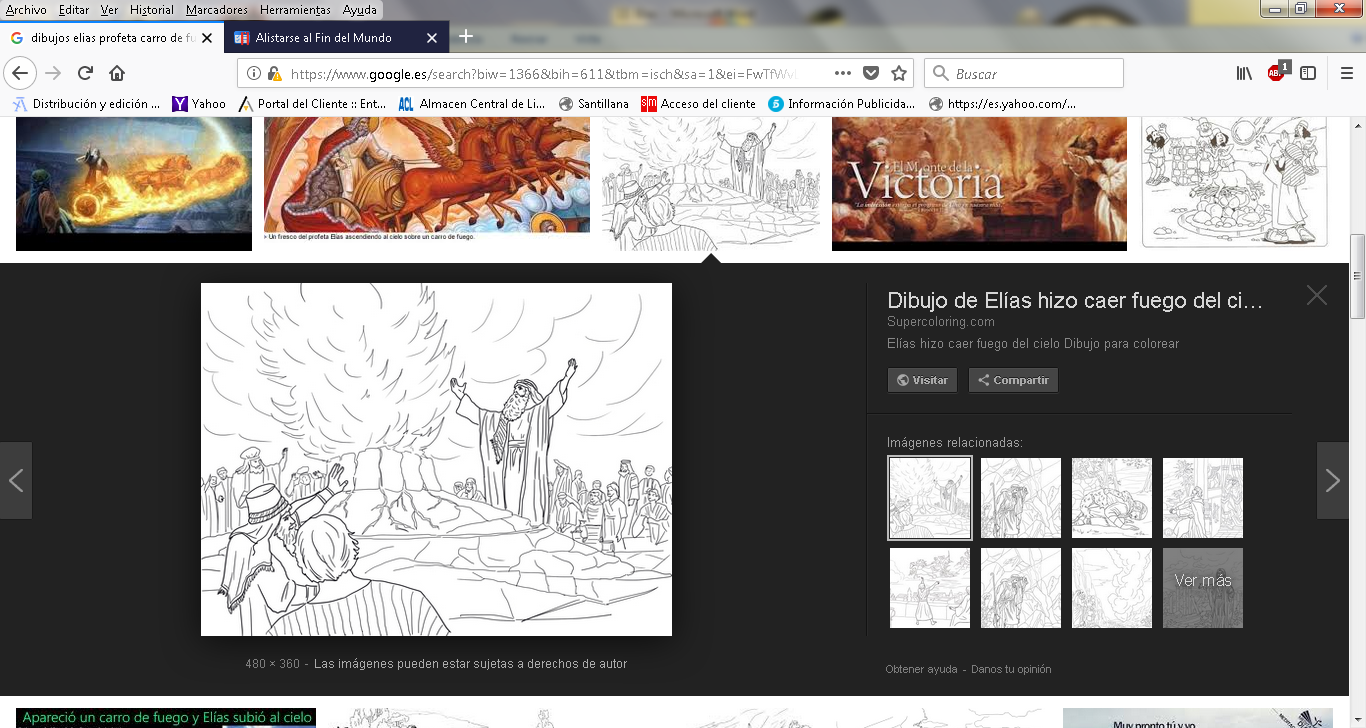 Archivo Editar Ver Historial Marcadores Herramientas Ayuda
dibujos elias profeta carro de fu
Alistarse al Fin del Mundo
https://www.google.es/search?biw=1366&bih=611&tbm=isch&sa=1&ei=FwTfWv
Buscar
ABP
1
Distribución y edición ...
Yahoo
Portal del Cliente :: Ent...
Almacen Central de Li...
Santillana
Acceso del cliente
Información Publicida...
https://es.yahoo.com/...
> Un fresco del profeta Elías ascendiendo al cielo sobre un carro de fuego.
El Monte de la
Victoria
Dibujo de Elías hizo caer fuego del ci...
Supercoloring.com
Elías hizo caer fuego del cielo Dibujo para colorear
Visitar
Compartir
Imágenes relacionadas:
Ver más
480 × 360 - Las imágenes pueden estar sujetas a derechos de autor
Obtener ayuda - Danos tu opinión
Apareció un carro de fuego y Elías subió al cielo
Muy pronto tú y yo